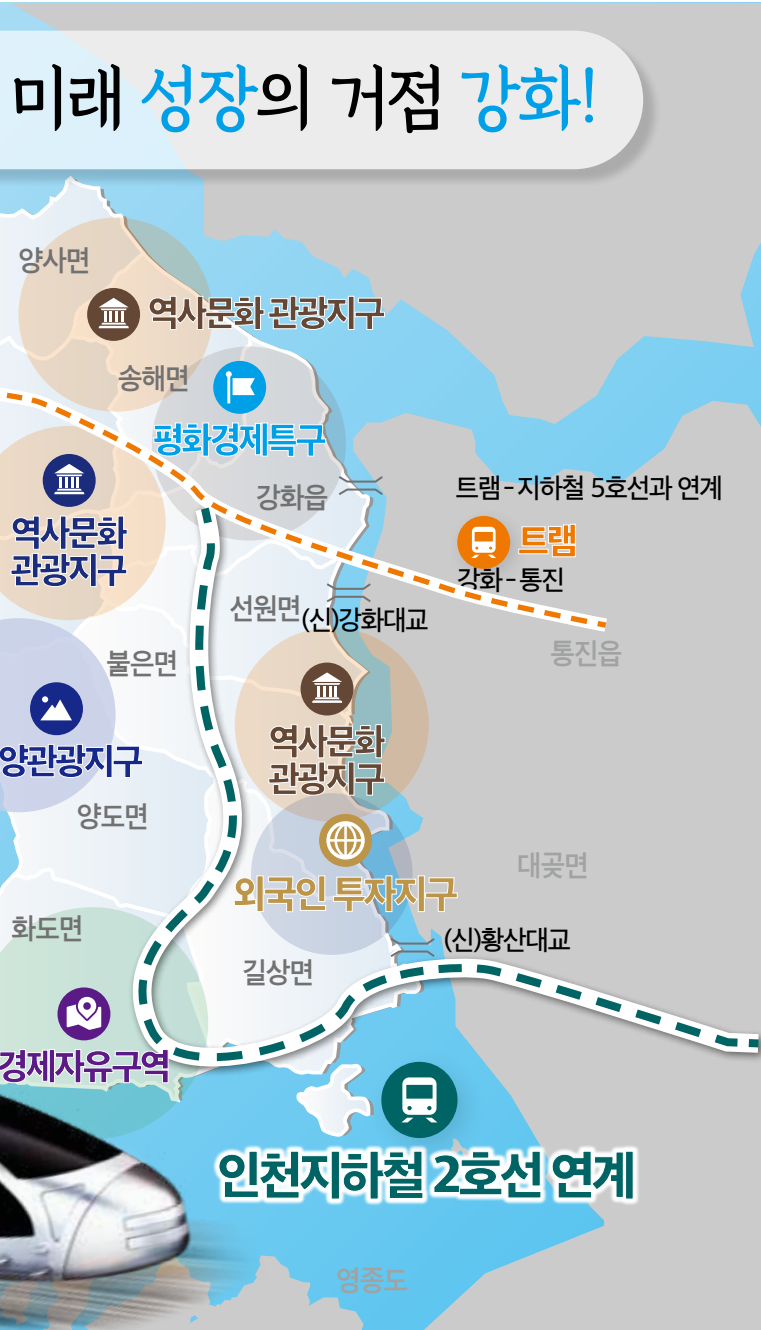 미래 성장의 거점 강화!
양사면
역사문화 관광지구
송해면
평화경제특구
강화읍
트램-지하철 5호선과 연계
역사문화
관광지구
트램
강화-통진
선원면
(신)강화대교
통진읍
불은면
역사문화
관광지구
양관광지구
양도면
외국인 투자지구
대곶면
화도면
(신)황산대교
길상면
경제자유구역
인천지하철 2호선 연계
영종도